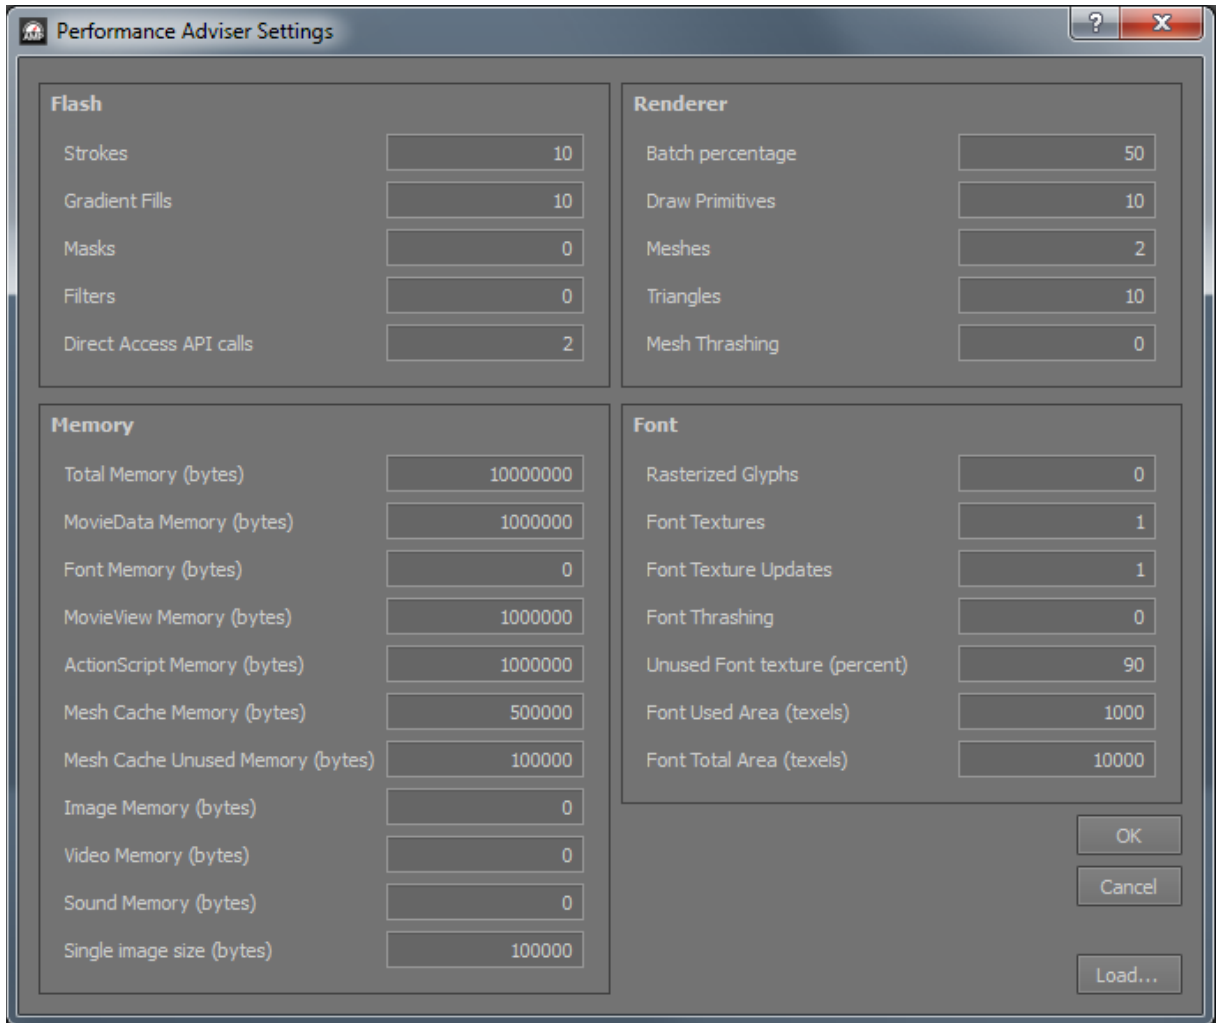 Performance Adviser Settings
Flash
Strokes 10
Gradient Fills 10
Masks 0
Filters 0
Direct Access API calls 2
Renderer
Batch percentage 50
Draw Primitives 10
Meshes 2
Triangles 10
Mesh Thrashing 0
Memory
Total Memory (bytes) 10000000
MovieData Memory (bytes) 1000000
Font Memory (bytes) 0
MovieView Memory (bytes) 1000000
ActionScript Memory (bytes) 1000000
Mesh Cache Memory (bytes) 500000
Mesh Cache Unused Memory (bytes) 100000
Image Memory (bytes) 0
Video Memory (bytes) 0
Sound Memory (bytes) 0
Single image size (bytes) 100000
Font
Rasterized Glyphs 0
Font Textures 1
Font Texture Updates 1
Font Thrashing 0
Unused Font texture (percent) 90
Font Used Area (texels) 1000
Font Total Area (texels) 10000
OK
Cancel
Load...